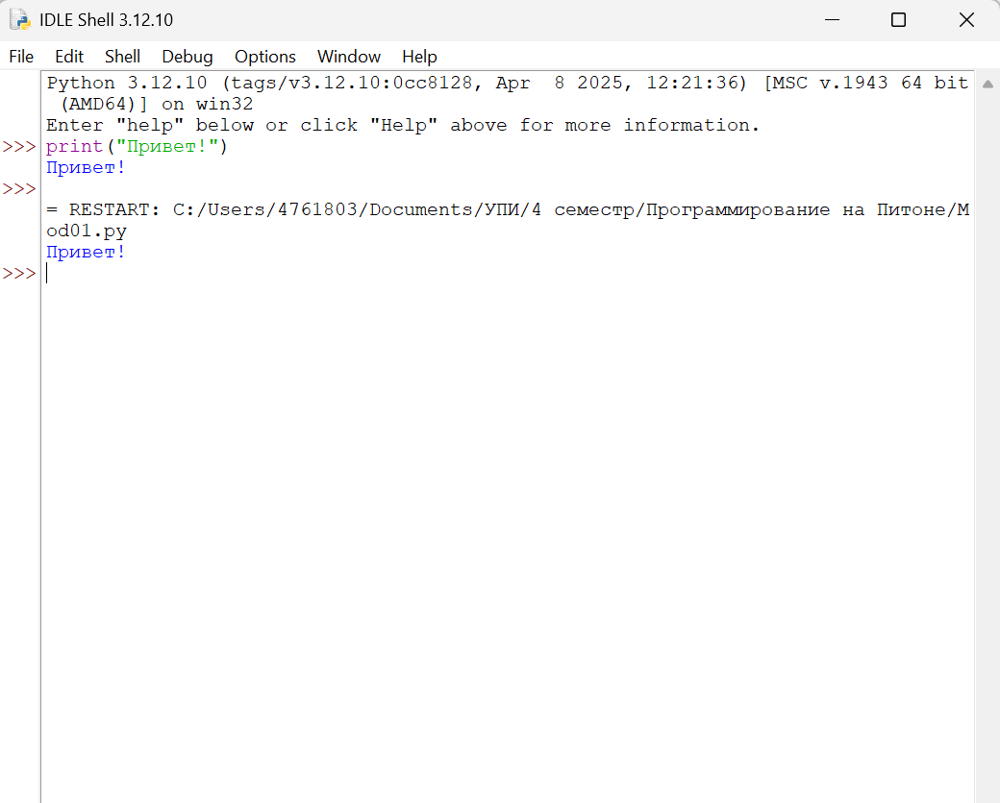 IDLE Shell 3.12.10
File Edit Shell Debug Options Window Help
Python 3.12.10 (tags/v3.12.10:0cc8128, Apr  8 2025, 12:21:36) [MSC v.1943 64 bit
 (AMD64)] on win32
Enter "help" below or click "Help" above for more information.
>>> print("Привет!")
Привет!
>>>
= RESTART: C:/Users/4761803/Documents/УПИ/4 семестр/Программирование на Питоне/M
od01.py
Привет!
>>>